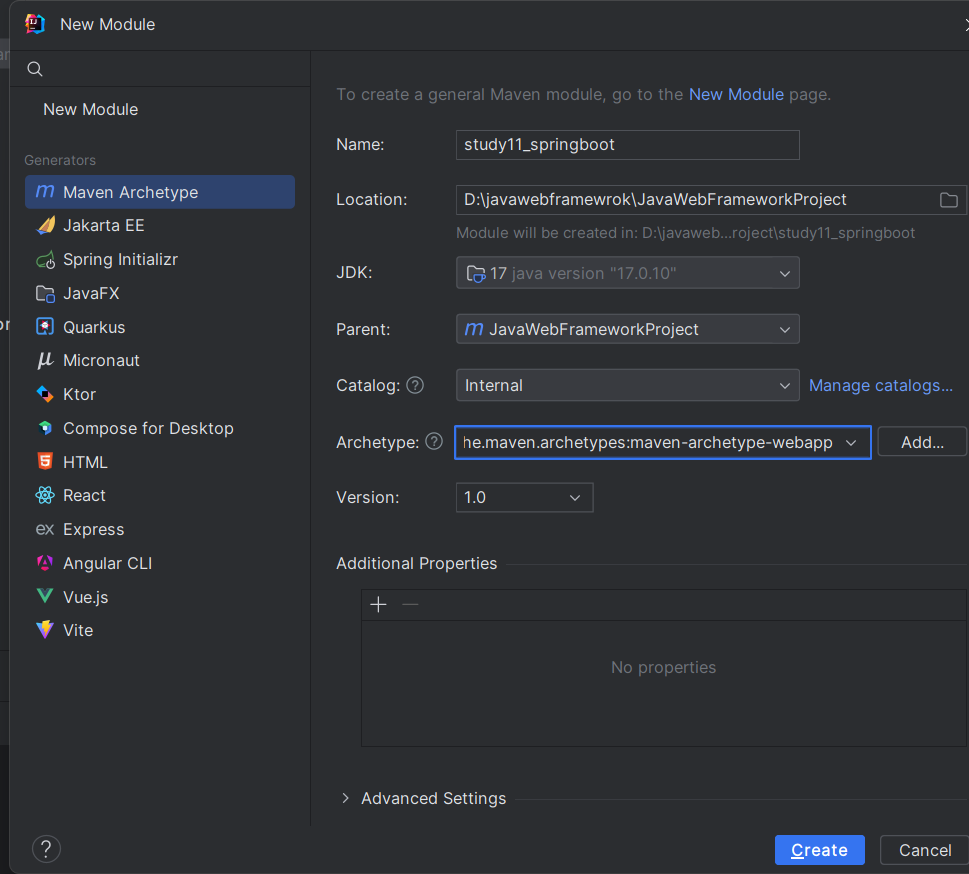 New Module
To create a general Maven module, go to the New Module page.
New Module
Name: study11_springboot
Generators
Maven Archetype
Location: D:\javawebframewrok\JavaWebFrameworkProject
Jakarta EE
Module will be created in: D:\javaweb...roject\study11_springboot
Spring Initializr
JDK: 17 java version "17.0.10"
JavaFX
Quarkus
Parent: m JavaWebFrameworkProject
Micronaut
Catalog: ? Internal Manage catalogs...
Ktor
Compose for Desktop
Archetype: ? he.maven.archetypes:maven-archetype-webapp Add...
HTML
React
Version: 1.0
ex Express
Angular CLI
Additional Properties
Vue.js
Vite
No properties
Advanced Settings
? Create Cancel